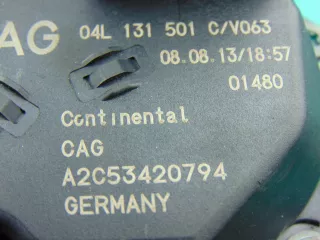 AG 04L 131 501 C/V063
08.08.13/18:57
01480
Continental
CAG
A2C53420794
GERMANY